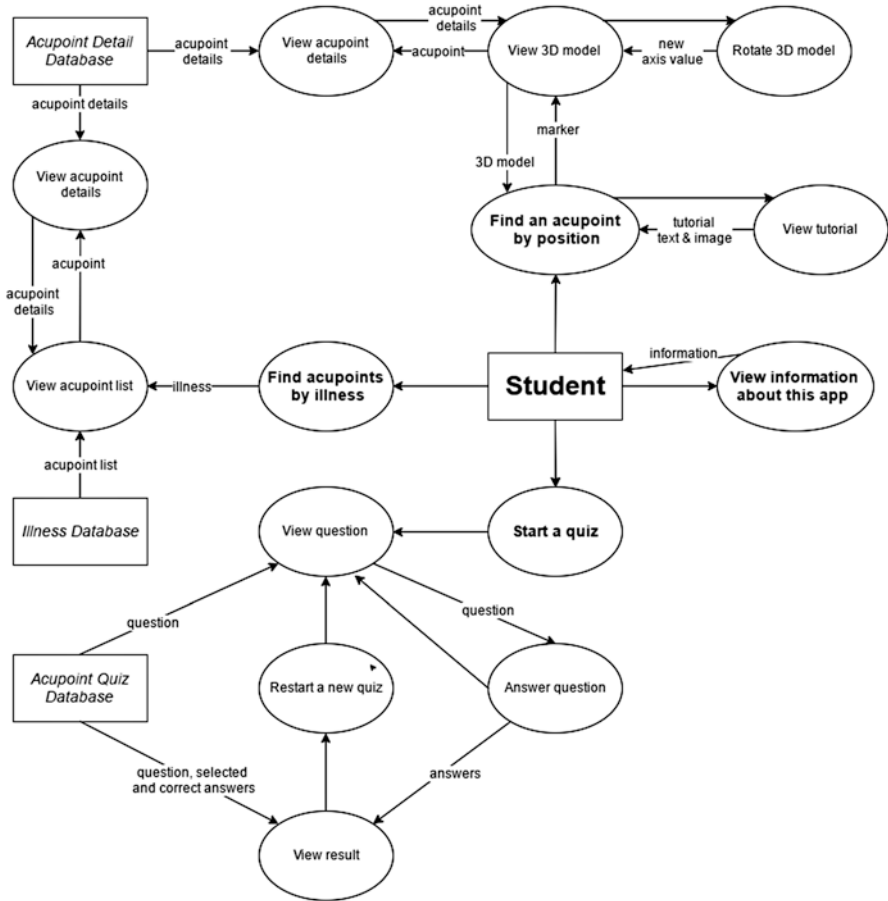 Acupoint Detail
Database
acupoint
details
View acupoint
details
acupoint
details
acupoint
View 3D model
new
axis value
Rotate 3D model
acupoint details
marker
3D model
View acupoint
details
Find an acupoint
by position
tutorial
text & image
View tutorial
acupoint
acupoint
details
View acupoint list
illness
Find acupoints
by illness
Student
information
View information
about this app
acupoint list
Illness Database
View question
Start a quiz
question
question
Acupoint Quiz
Database
Restart a new quiz
Answer question
question, selected
and correct answers
answers
View result